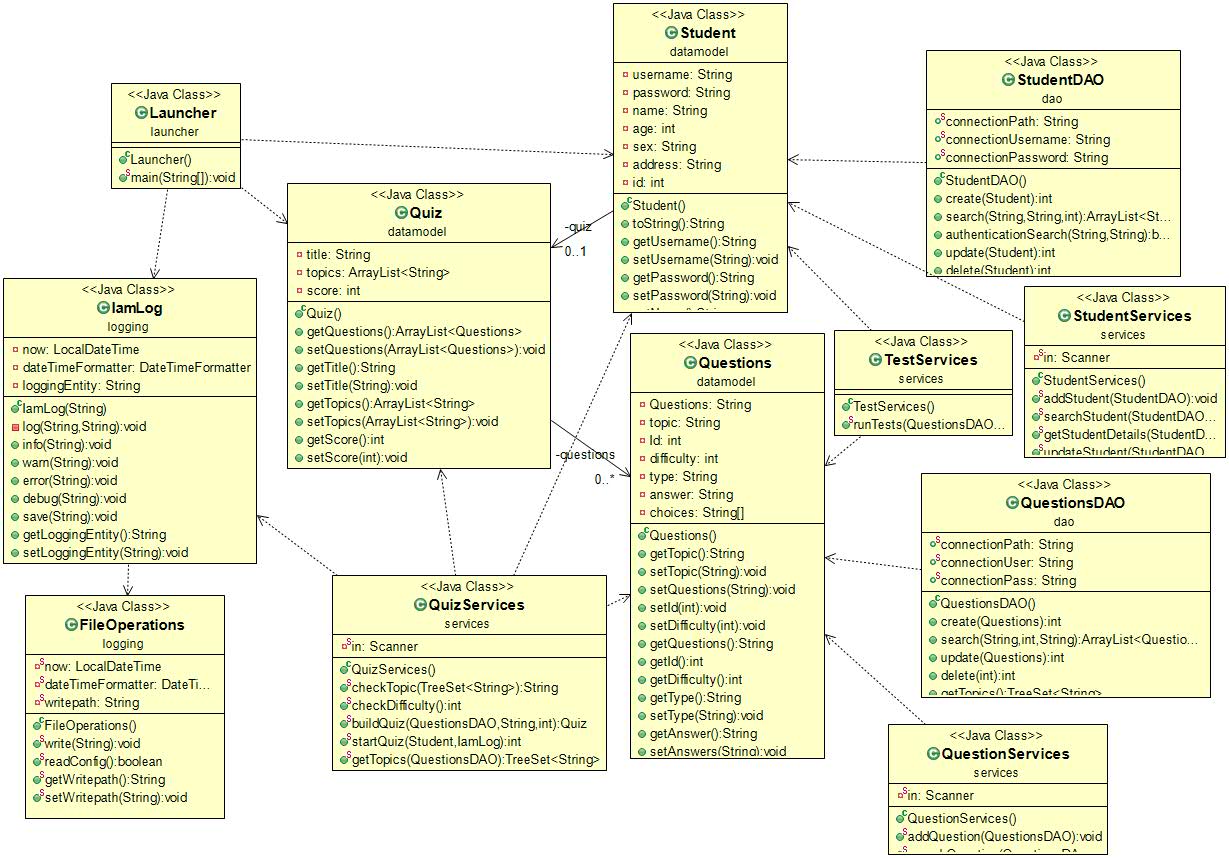 <<Java Class>>
Student
datamodel
username: String
password: String
name: String
age: int
sex: String
address: String
id: int
Student()
toString():String
getUsername():String
setUsername(String):void
getPassword():String
setPassword(String):void
<<Java Class>>
StudentDAO
dao
connectionPath: String
connectionUsername: String
connectionPassword: String
StudentDAO()
create(Student):int
search(String,String,int):ArrayList<St...
authenticationSearch(String,String):b...
update(Student):int
delete(Student):int
<<Java Class>>
Launcher
launcher
Launcher()
main(String[]):void
<<Java Class>>
Quiz
datamodel
title: String
topics: ArrayList<String>
score: int
Quiz()
getQuestions():ArrayList<Questions>
setQuestions(ArrayList<Questions>):void
getTitle():String
setTitle(String):void
getTopics():ArrayList<String>
setTopics(ArrayList<String>):void
getScore():int
setScore(int):void
-quiz
0..1
<<Java Class>>
IamLog
logging
now: LocalDateTime
dateTimeFormatter: DateTimeFormatter
loggingEntity: String
IamLog(String)
log(String,String):void
info(String):void
warn(String):void
error(String):void
debug(String):void
save(String):void
getLoggingEntity():String
setLoggingEntity(String):void
<<Java Class>>
StudentServices
services
in: Scanner
StudentServices()
addStudent(StudentDAO):void
searchStudent(StudentDAO...
getStudentDetails(StudentD...
updateStudent(StudentDAO...
<<Java Class>>
TestServices
services
TestServices()
runTests(QuestionsDAO...
<<Java Class>>
Questions
datamodel
Questions: String
topic: String
Id: int
difficulty: int
type: String
answer: String
choices: String[]
Questions()
getTopic():String
setTopic(String):void
setQuestions(String):void
setId(int):void
setDifficulty(int):void
getQuestions():String
getId():int
getDifficulty():int
getType():String
setType(String):void
getAnswer():String
setAnswers(String):void
-questions
0..*
<<Java Class>>
QuestionsDAO
dao
connectionPath: String
connectionUser: String
connectionPass: String
QuestionsDAO()
create(Questions):int
search(String,int,String):ArrayList<Questio...
update(Questions):int
delete(int):int
getTopics():TreeSet<String>
<<Java Class>>
QuizServices
services
in: Scanner
QuizServices()
checkTopic(TreeSet<String>):String
checkDifficulty():int
buildQuiz(QuestionsDAO,String,int):Quiz
startQuiz(Student,IamLog):int
getTopics(QuestionsDAO):TreeSet<String>
<<Java Class>>
FileOperations
logging
now: LocalDateTime
dateTimeFormatter: DateTi...
writepath: String
FileOperations()
write(String):void
readConfig():boolean
getWritepath():String
setWritepath(String):void
<<Java Class>>
QuestionServices
services
in: Scanner
QuestionServices()
addQuestion(QuestionsDAO):void